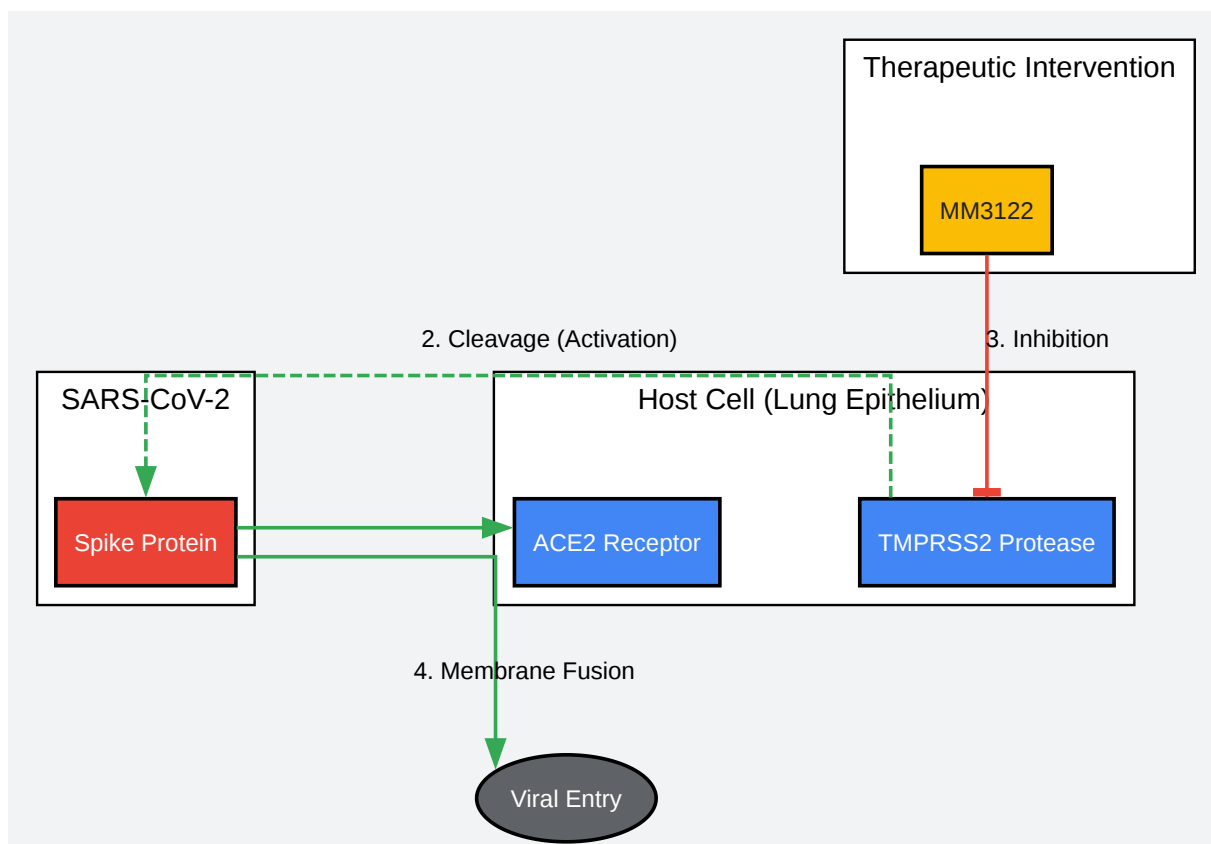 Therapeutic Intervention
MM3122
2. Cleavage (Activation)
3. Inhibition
SARS-CoV-2
Host Cell (Lung Epithelium)
Spike Protein
ACE2 Receptor
TMPRSS2 Protease
4. Membrane Fusion
Viral Entry